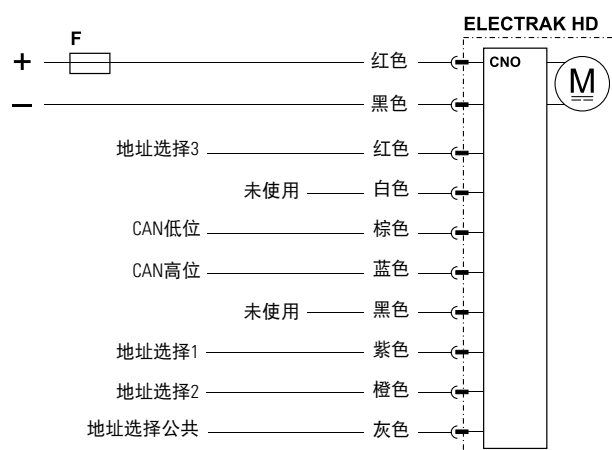 ELECTRAK HD
F
+ 红色 CNO M
− 黑色
地址选择3 红色
未使用 白色
CAN低位 棕色
CAN高位 蓝色
未使用 黑色
地址选择1 紫色
地址选择2 橙色
地址选择公共 灰色